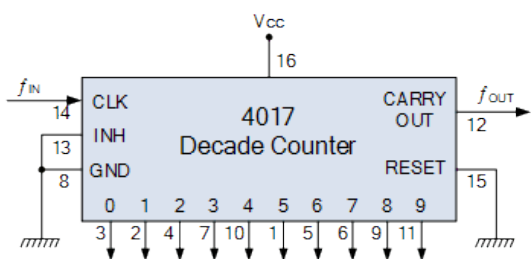 Vcc
16
fIN
14
CLK
CARRY
OUT
fOUT
12
4017
Decade Counter
13
INH
8
GND
RESET
15
0 1 2 3 4 5 6 7 8 9
3 2 4 7 10 1 5 6 9 11